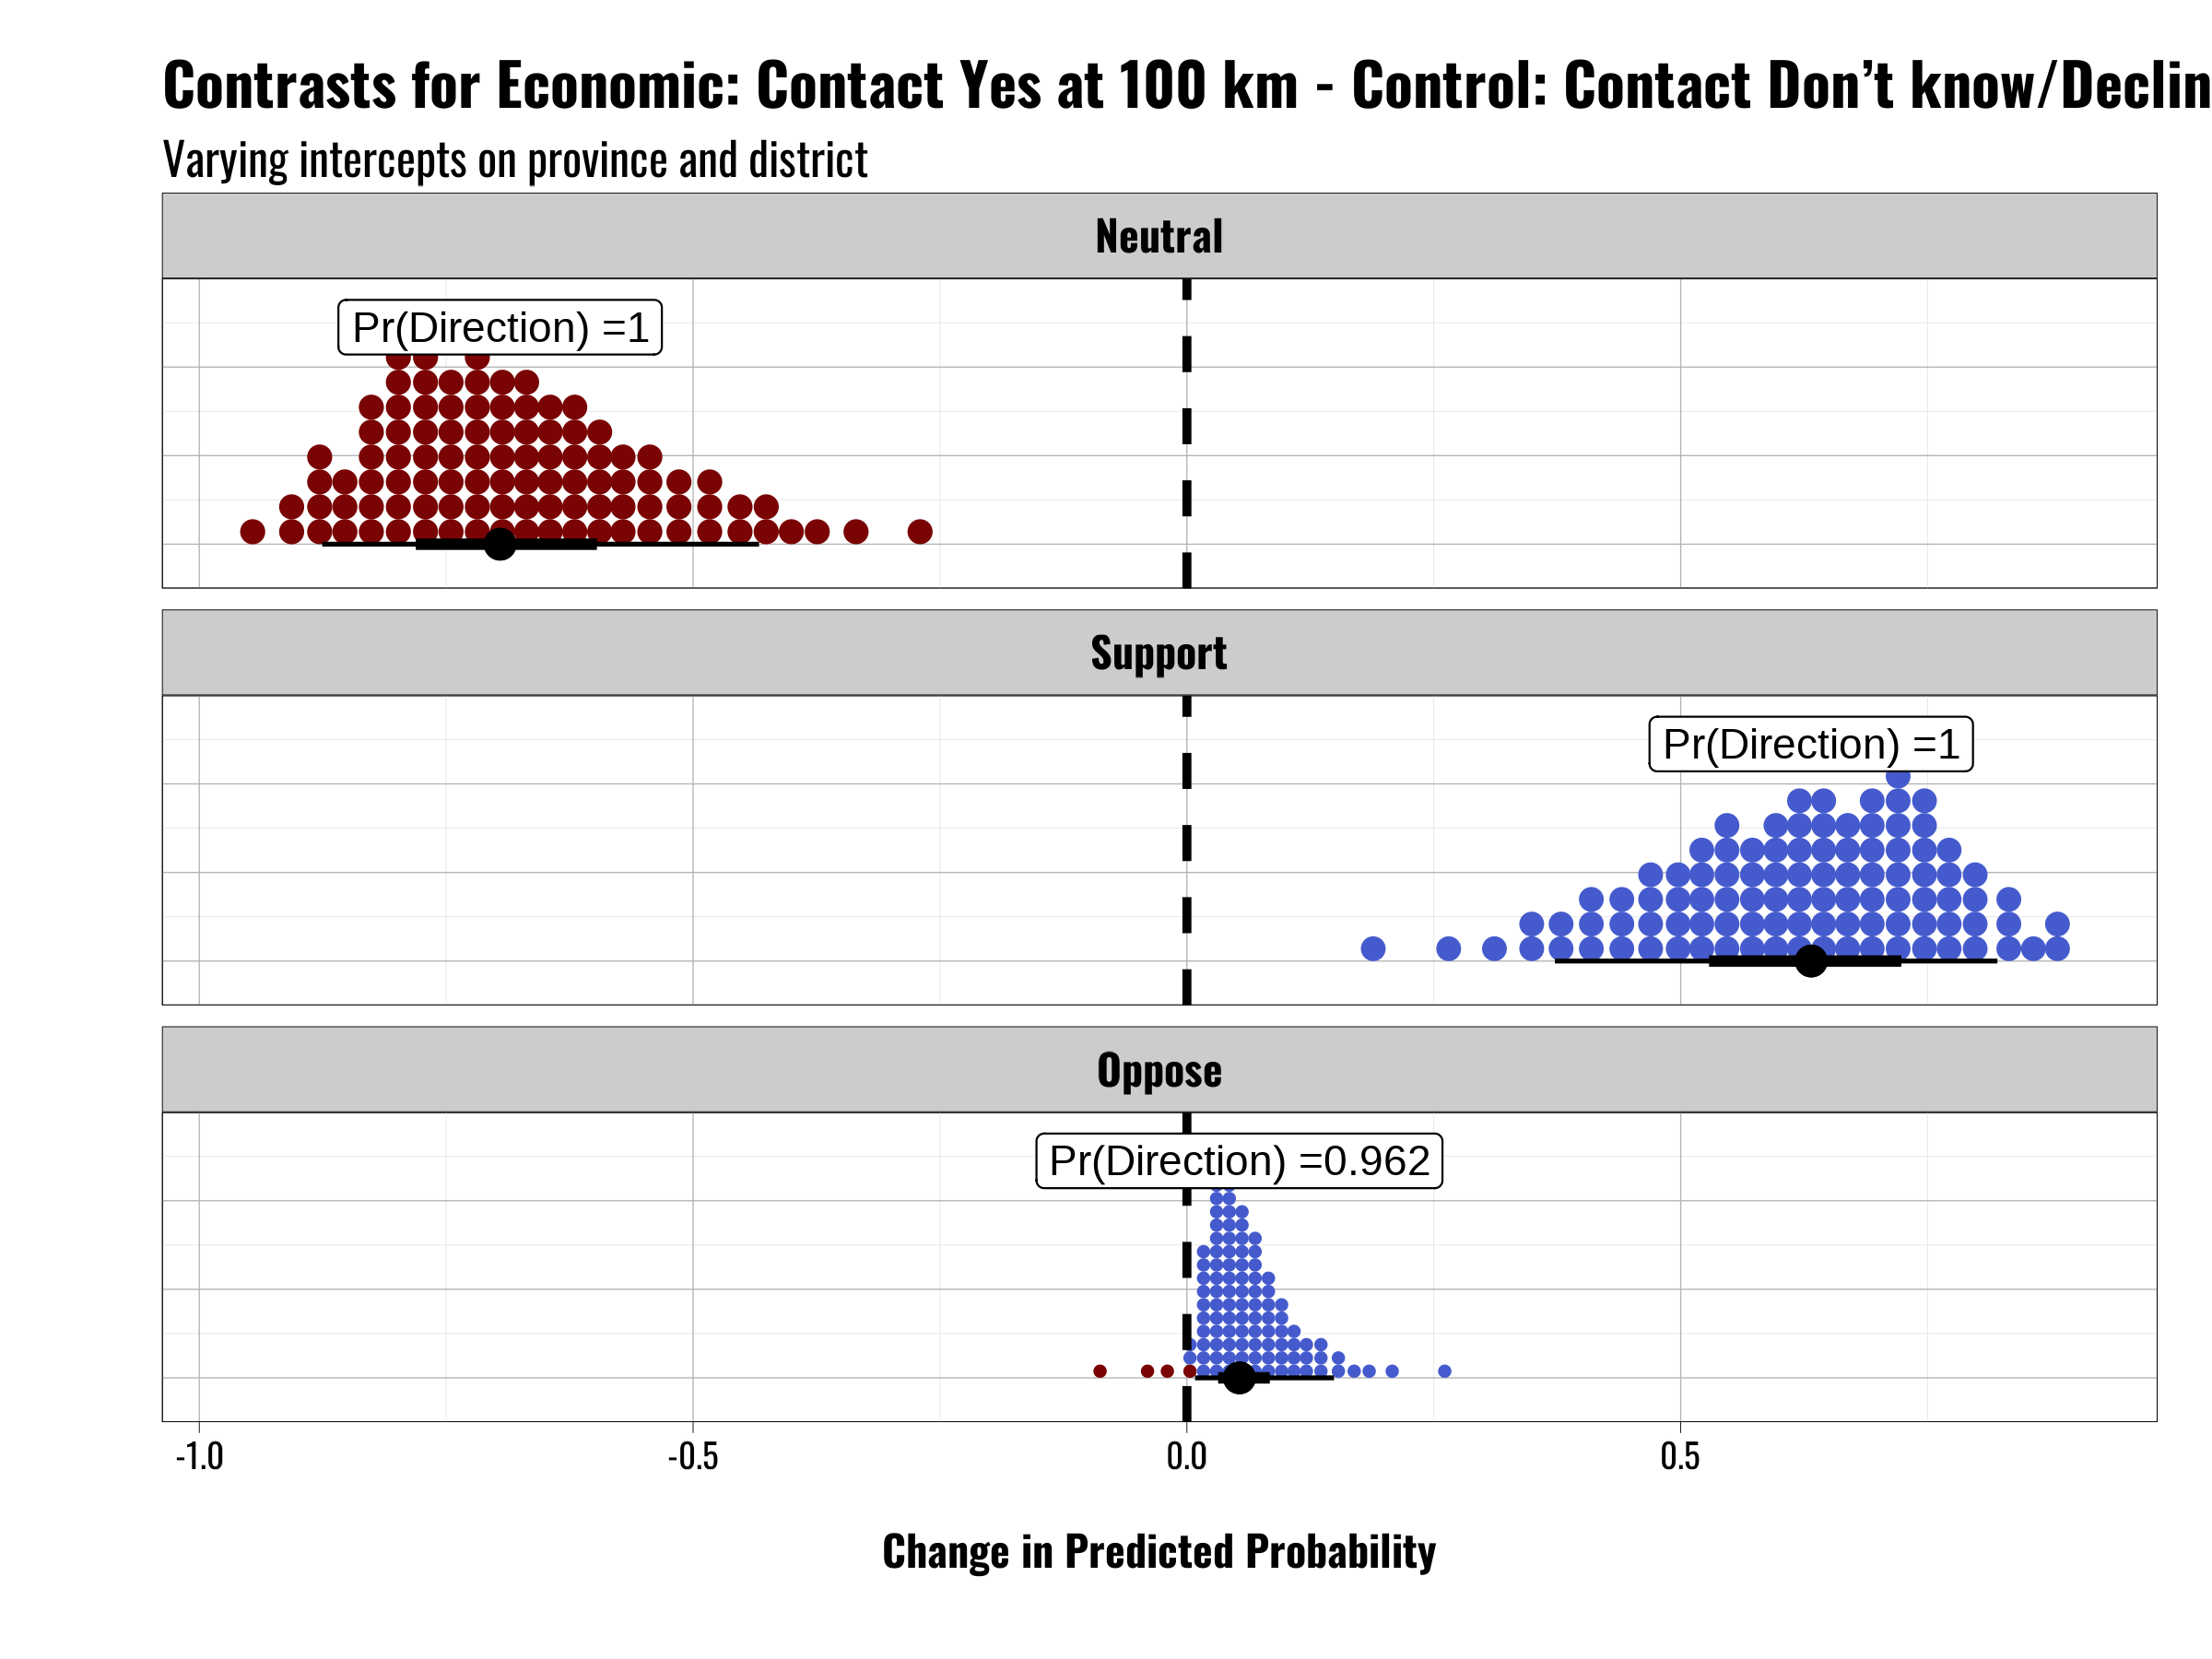 Contrasts for Economic: Contact Yes at 100 km - Control: Contact Don’t know/Declin
Varying intercepts on province and district
Neutral
Pr(Direction) =1
Support
Pr(Direction) =1
Oppose
Pr(Direction) =0.962
-1.0 -0.5 0.0 0.5
Change in Predicted Probability